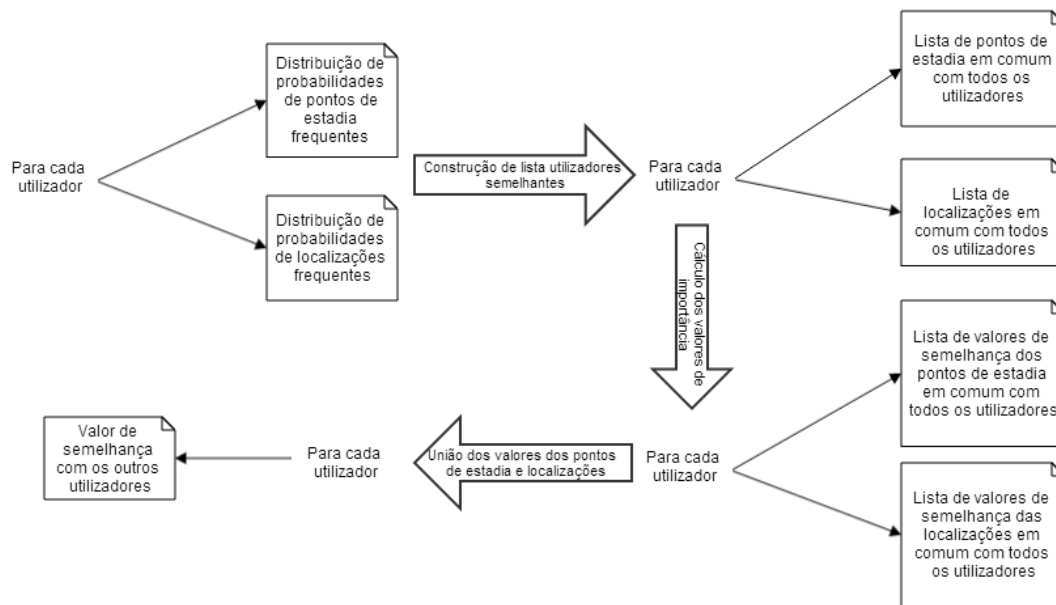 Para cada
utilizador
Distribuição de
probabilidades
de pontos de
estadia
frequentes
Distribuição de
probabilidades
de localizações
frequentes
Construção de lista utilizadores
semelhantes
Para cada
utilizador
Lista de pontos de
estadia em comum
com todos os
utilizadores
Lista de
localizações em
comum com todos
os utilizadores
Cálculo dos valores de
importância
Para cada
utilizador
Lista de valores de
semelhança dos
pontos de estadia
em comum com
todos os utilizadores
Lista de valores de
semelhança das
localizações em
comum com todos
os utilizadores
União dos valores dos pontos
de estadia e localizações
Para cada
utilizador
Valor de
semelhança
com os outros
utilizadores